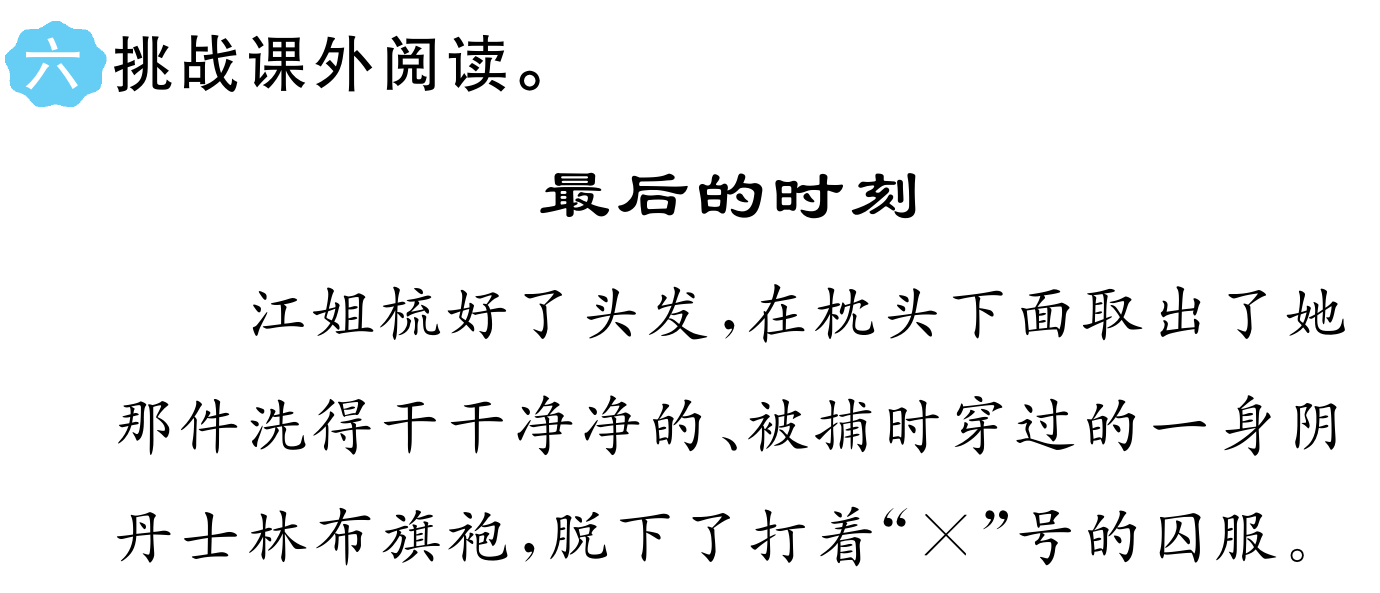 六 挑战课外阅读。
最后的时刻
江姐梳好了头发,在枕头下面取出了她
那件洗得干干净净的、被捕时穿过的一身阴
丹士林布旗袍,脱下了打着“×”号的囚服。